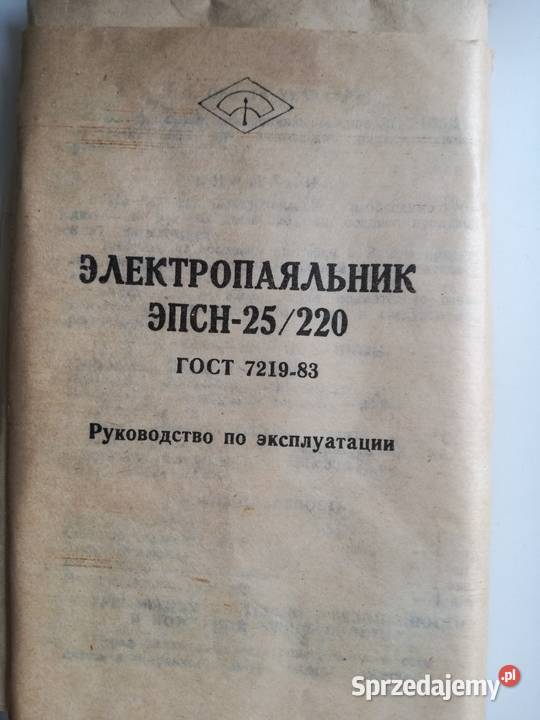 ЭЛЕКТРОПАЯЛЬНИК
ЭПСН-25/220
ГОСТ 7219-83
Руководство по эксплуатации
Sprzedajemy.pl